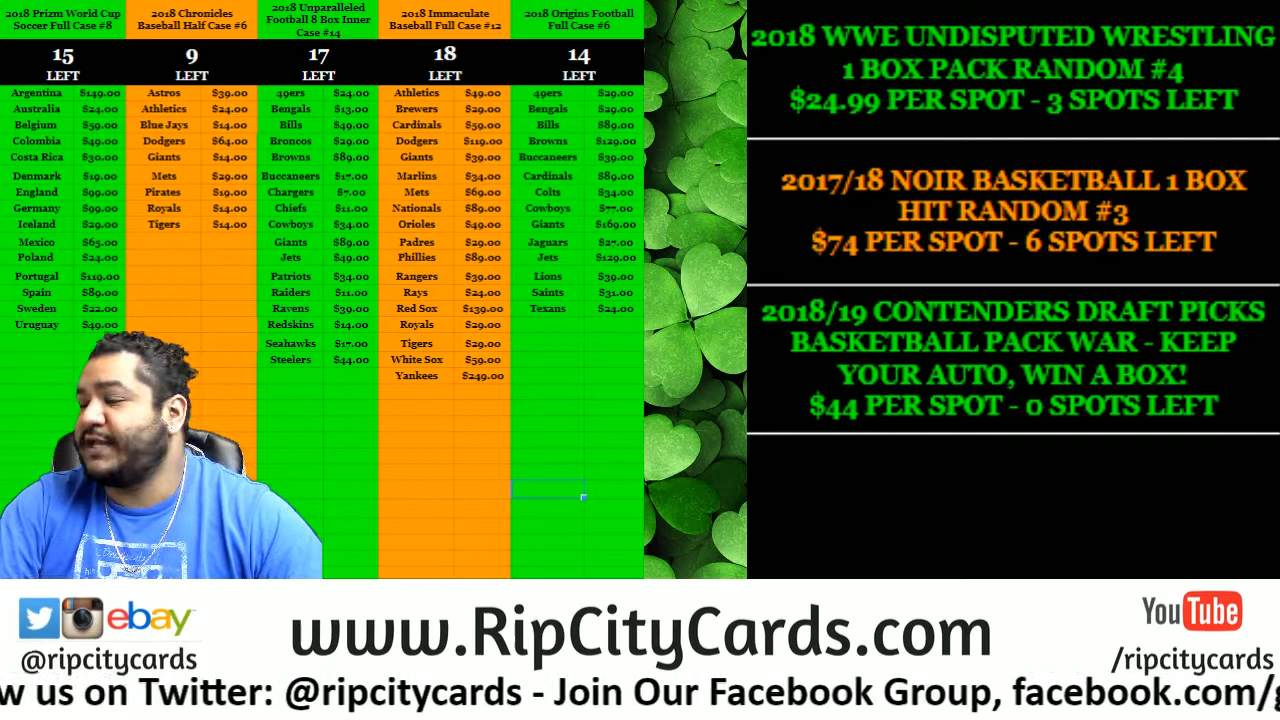 2018 Prizm World Cup
Soccer Full Case #8
15
LEFT
Argentina $149.00
Australia $24.00
Belgium $59.00
Colombia $49.00
Costa Rica $30.00
Denmark $19.00
England $99.00
Germany $99.00
Iceland $29.00
Mexico $65.00
Poland $24.00
Portugal $119.00
Spain $89.00
Sweden $22.00
Uruguay $49.00
2018 Chronicles
Baseball Half Case #6
9
LEFT
Astros $39.00
Athletics $24.00
Blue Jays $14.00
Dodgers $64.00
Giants $14.00
Mets $29.00
Pirates $19.00
Royals $14.00
Tigers $14.00
2018 Unparalleled
Football 8 Box Inner
Case #14
17
LEFT
49ers $24.00
Bengals $13.00
Bills $49.00
Broncos $29.00
Browns $89.00
Buccaneers $17.00
Chargers $7.00
Chiefs $11.00
Cowboys $34.00
Giants $89.00
Jets $49.00
Patriots $34.00
Raiders $11.00
Ravens $39.00
Redskins $14.00
Seahawks $17.00
Steelers $44.00
2018 Immaculate
Baseball Full Case #12
18
LEFT
Athletics $49.00
Brewers $29.00
Cardinals $59.00
Dodgers $119.00
Giants $39.00
Marlins $34.00
Mets $69.00
Nationals $89.00
Orioles $49.00
Padres $29.00
Phillies $89.00
Rangers $39.00
Rays $24.00
Red Sox $139.00
Royals $29.00
Tigers $29.00
White Sox $59.00
Yankees $249.00
2018 Origins Football
Full Case #6
14
LEFT
49ers $29.00
Bengals $29.00
Bills $89.00
Browns $129.00
Buccaneers $39.00
Cardinals $89.00
Colts $34.00
Cowboys $77.00
Giants $169.00
Jaguars $27.00
Jets $129.00
Lions $39.00
Saints $31.00
Texans $24.00
2018 WWE UNDISPUTED WRESTLING
1 BOX PACK RANDOM #4
$24.99 PER SPOT - 3 SPOTS LEFT
2017/18 NOIR BASKETBALL 1 BOX
HIT RANDOM #3
$74 PER SPOT - 6 SPOTS LEFT
2018/19 CONTENDERS DRAFT PICKS
BASKETBALL PACK WAR - KEEP
YOUR AUTO, WIN A BOX!
$44 PER SPOT - 0 SPOTS LEFT
ebay
@ripcitycards
www.RipCityCards.com
YouTube
/ripcitycards
w us on Twitter: @ripcitycards - Join Our Facebook Group, facebook.com/g